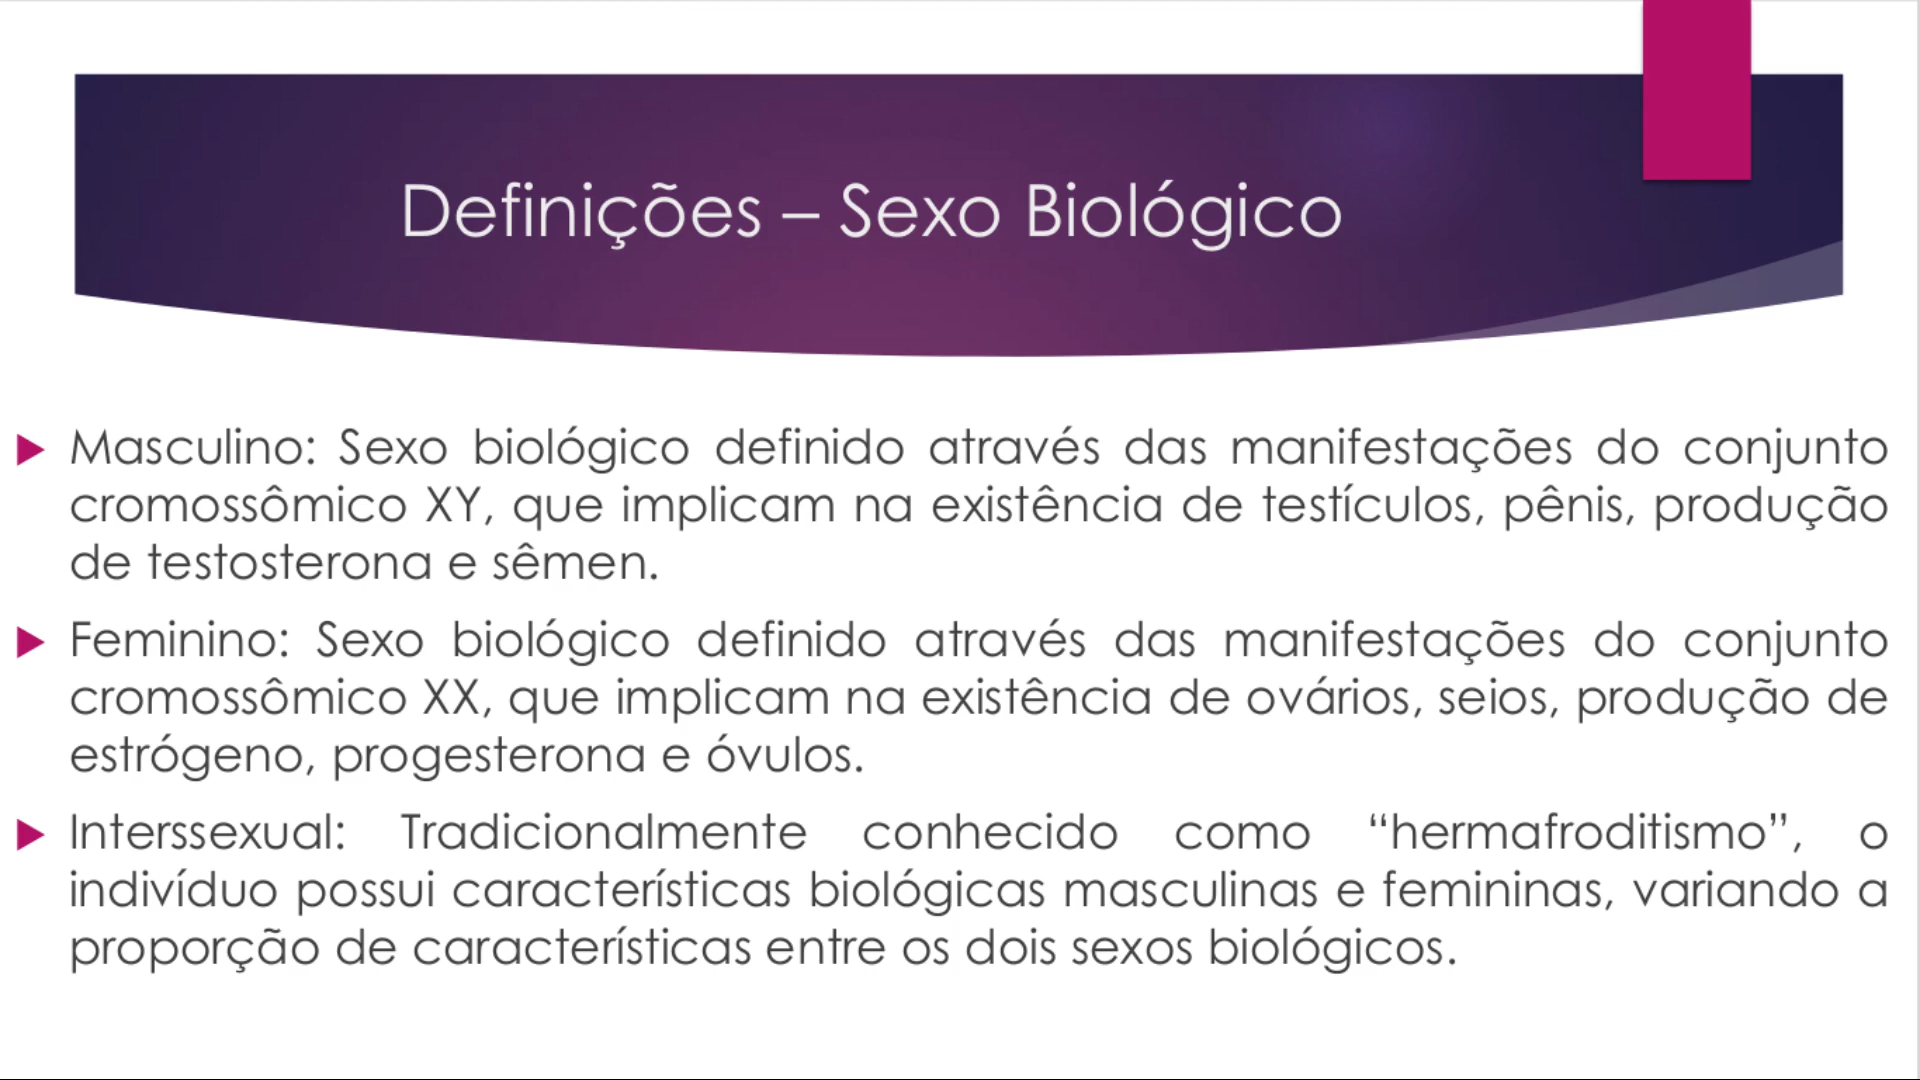 Definições – Sexo Biológico
Masculino: Sexo biológico definido através das manifestações do conjunto
cromossômico XY, que implicam na existência de testículos, pênis, produção
de testosterona e sêmen.
Feminino: Sexo biológico definido através das manifestações do conjunto
cromossômico XX, que implicam na existência de ovários, seios, produção de
estrógeno, progesterona e óvulos.
Interssexual: Tradicionalmente conhecido como “hermafroditismo”, o
indivíduo possui características biológicas masculinas e femininas, variando a
proporção de características entre os dois sexos biológicos.